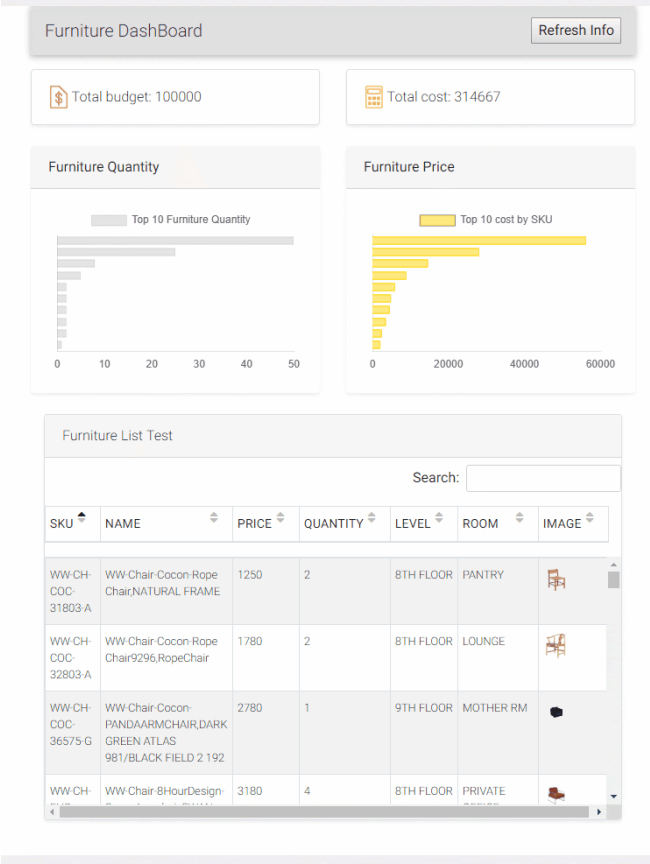 Furniture DashBoard
Refresh Info
Total budget: 100000
Total cost: 314667
Furniture Quantity
Furniture Price
Top 10 Furniture Quantity
Top 10 cost by SKU
0 10 20 30 40 50
0 20000 40000 60000
Furniture List Test
Search:
SKU NAME PRICE QUANTITY LEVEL ROOM IMAGE
WW-CH- WW-Chair-Cocon-Rope 1250 2 8TH FLOOR PANTRY
COC- Chair,NATURAL FRAME
31803-A
WW-CH- WW-Chair-Cocon-Rope 1780 2 8TH FLOOR LOUNGE
COC- Chair9296,RopeChair
32803-A
WW-CH- WW-Chair-Cocon- 2780 1 9TH FLOOR MOTHER RM
COC- PANDAARMCHAIR,DARK
36575-G GREEN ATLAS
981/BLACK FIELD 2 192
WW-CH- WW-Chair-8HourDesign- 3180 4 8TH FLOOR PRIVATE